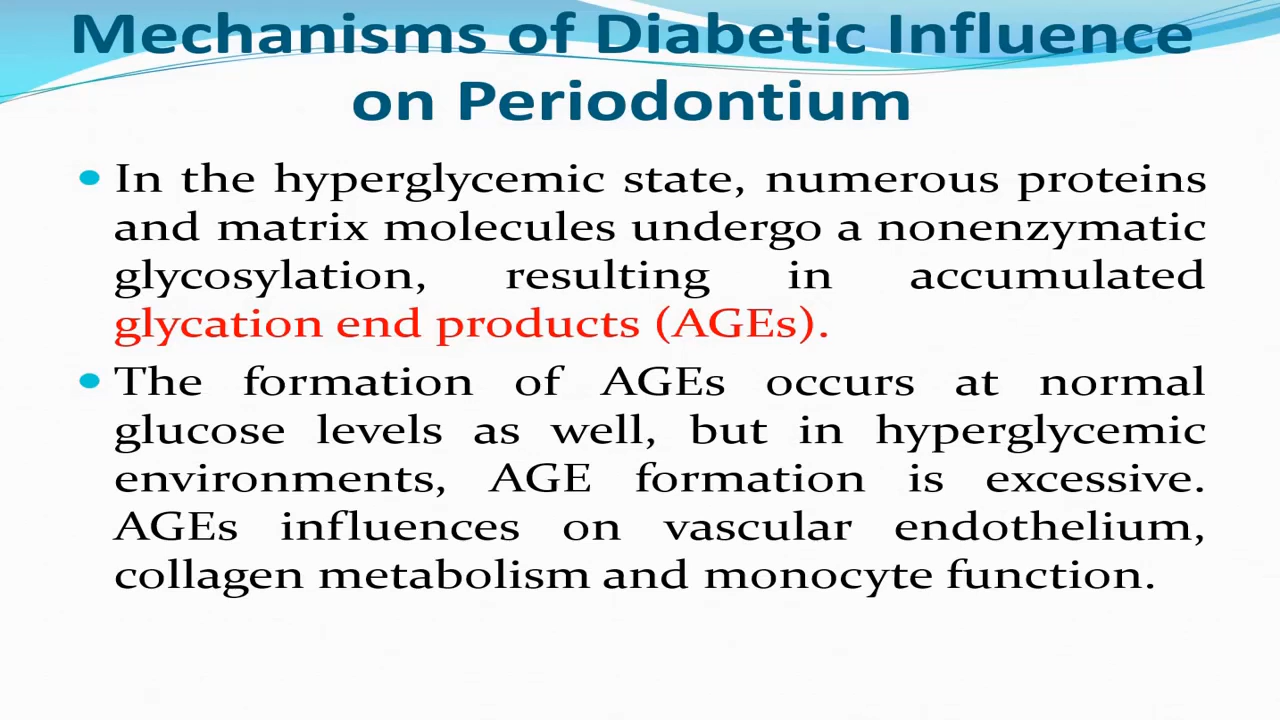 Mechanisms of Diabetic Influence
on Periodontium
• In the hyperglycemic state, numerous proteins
and matrix molecules undergo a nonenzymatic
glycosylation, resulting in accumulated
glycation end products (AGEs).
• The formation of AGEs occurs at normal
glucose levels as well, but in hyperglycemic
environments, AGE formation is excessive.
AGEs influences on vascular endothelium,
collagen metabolism and monocyte function.